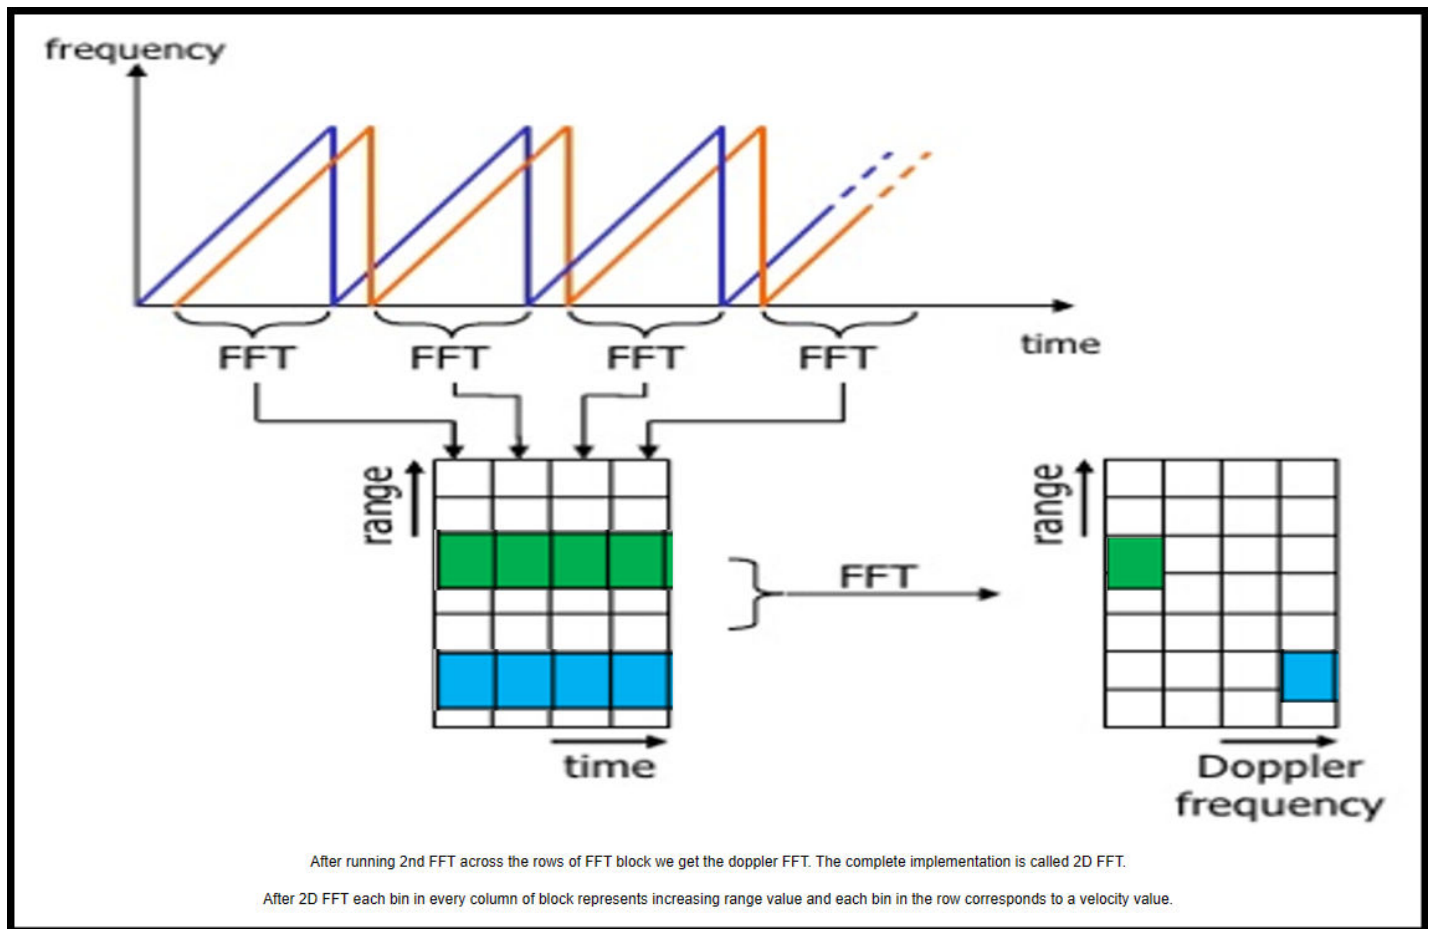 frequency
FFT FFT FFT FFT
time
range
range
FFT
time
Doppler
frequency
After running 2nd FFT across the rows of FFT block we get the doppler FFT. The complete implementation is called 2D FFT.
After 2D FFT each bin in every column of block represents increasing range value and each bin in the row corresponds to a velocity value.